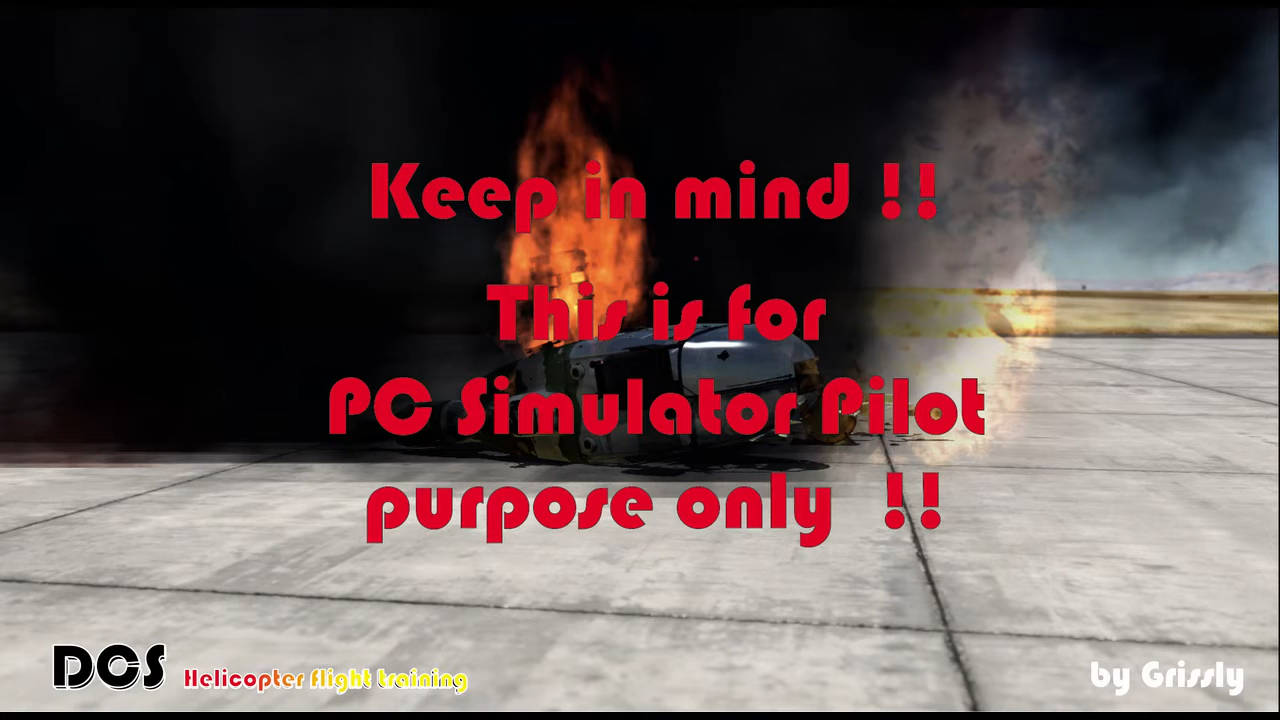 Keep in mind !!
This is for
PC Simulator Pilot
purpose only !!
DCS Helicopter flight training
by Grissly